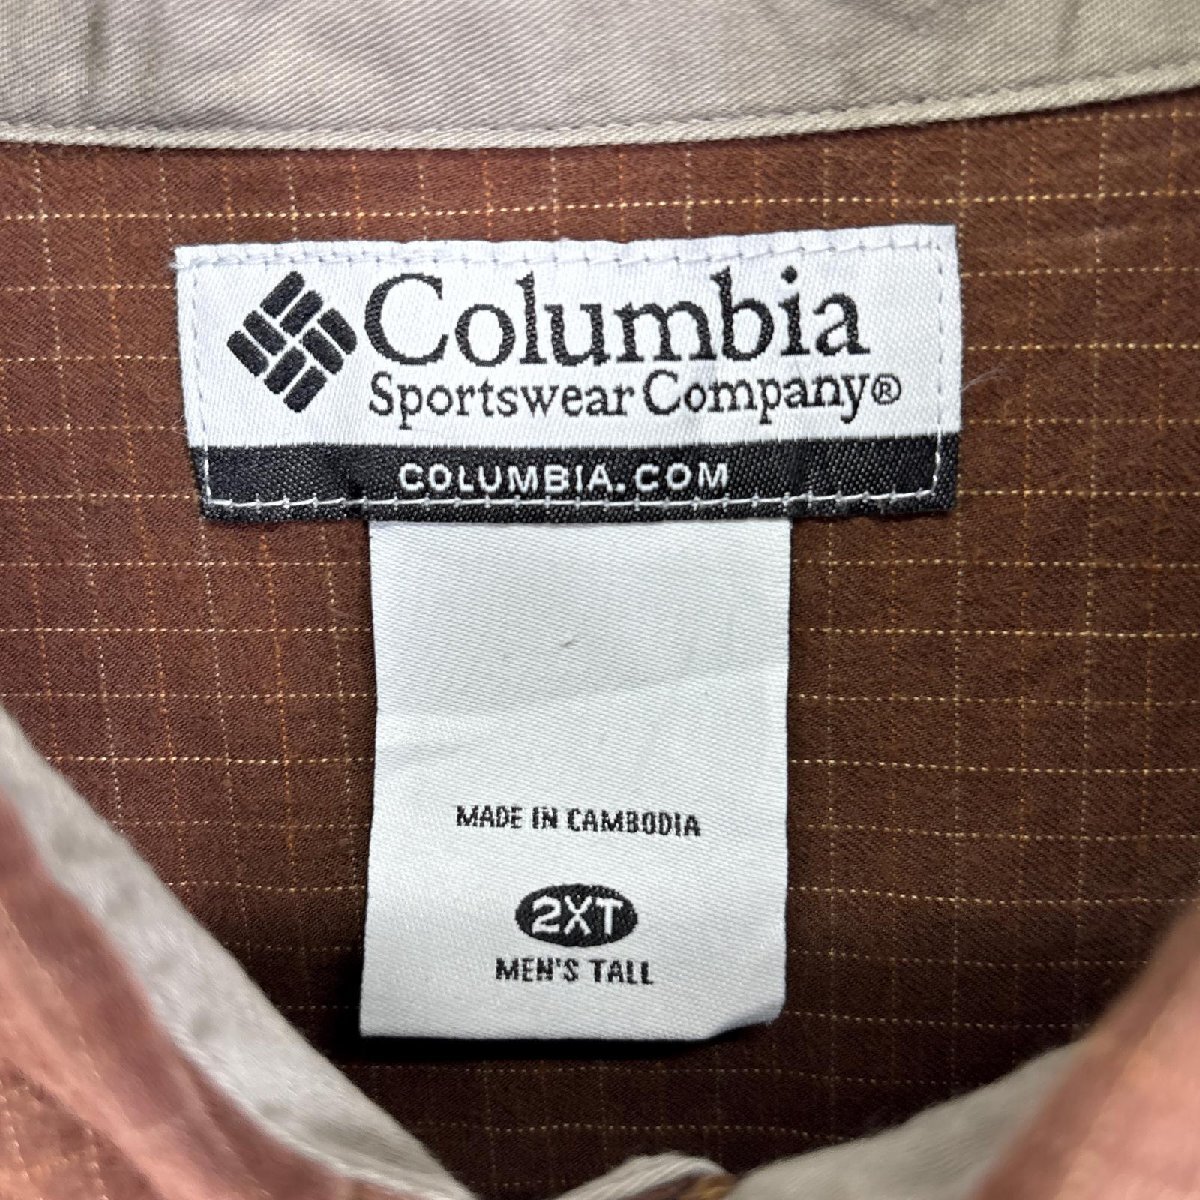 Columbia
Sportswear Company®
COLUMBIA.COM
MADE IN CAMBODIA
2XT
MEN'S TALL